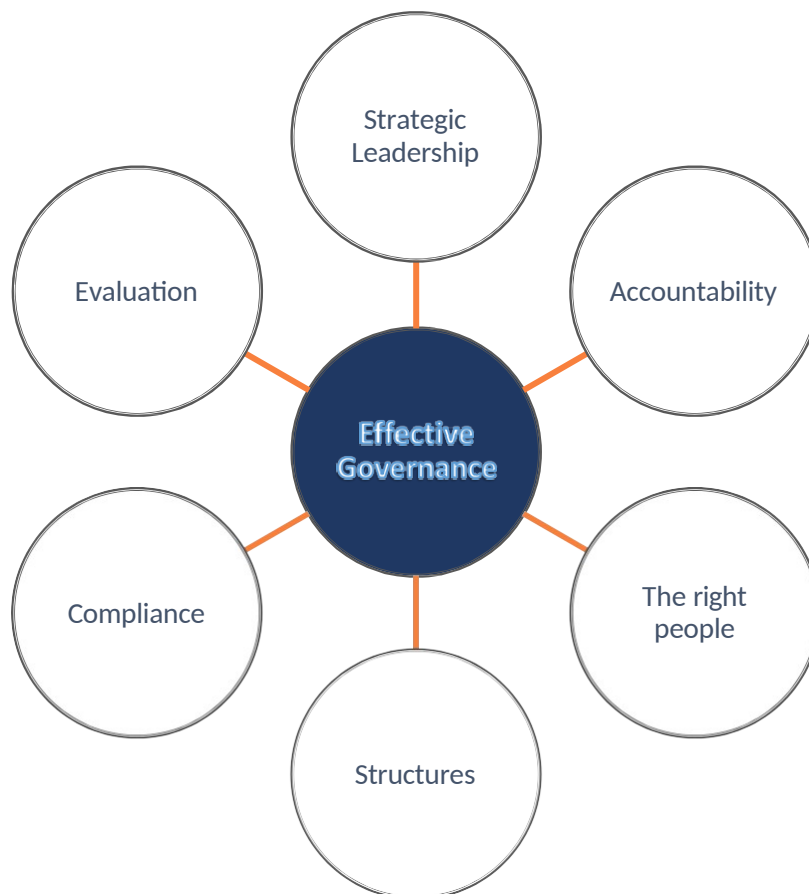 Strategic
Leadership
Evaluation
Accountability
Effective
Governance
Compliance
The right
people
Structures